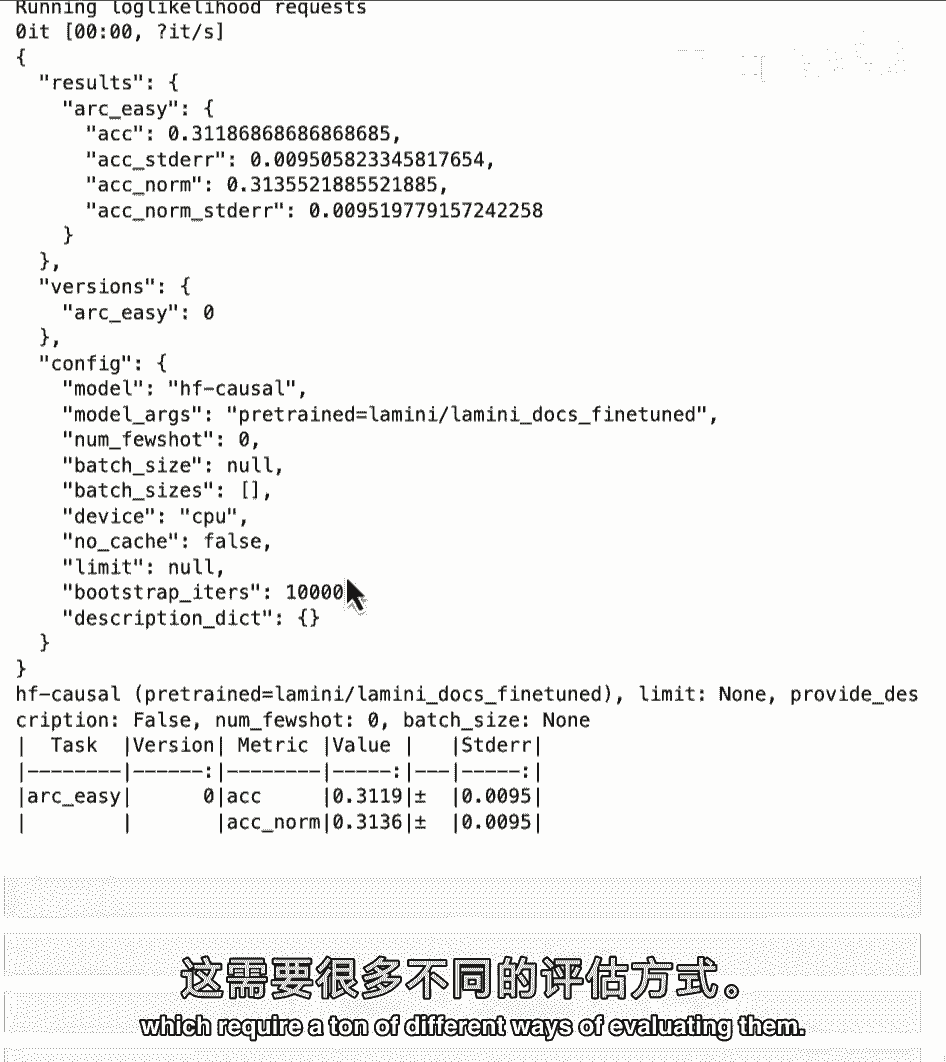 Running loglikelihood requests
0it [00:00, ?it/s]
{
  "results": {
    "arc_easy": {
      "acc": 0.31186868686868685,
      "acc_stderr": 0.009505823345817654,
      "acc_norm": 0.3135521885521885,
      "acc_norm_stderr": 0.009519779157242258
    }
  },
  "versions": {
    "arc_easy": 0
  },
  "config": {
    "model": "hf-causal",
    "model_args": "pretrained=lamini/lamini_docs_finetuned",
    "num_fewshot": 0,
    "batch_size": null,
    "batch_sizes": [],
    "device": "cpu",
    "no_cache": false,
    "limit": null,
    "bootstrap_iters": 10000
    "description_dict": {}
  }
}
hf-causal (pretrained=lamini/lamini_docs_finetuned), limit: None, provide_des
cription: False, num_fewshot: 0, batch_size: None
|  Task  |Version| Metric |Value |   |Stderr|
|--------|------:|--------|-----:|---|-----:|
|arc_easy|      0|acc     |0.3119|±  |0.0095|
|        |       |acc_norm|0.3136|±  |0.0095|
这需要很多不同的评估方式。
which require a ton of different ways of evaluating them.